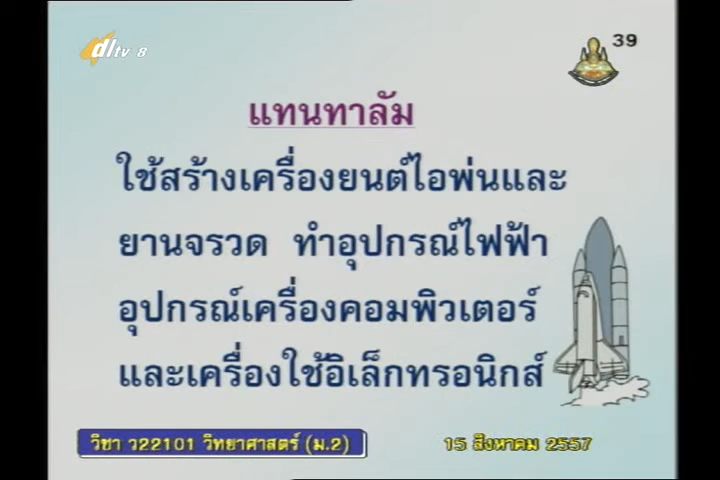 dltv 8
39
แทนทาลัม
ใช้สร้างเครื่องยนต์ไอพ่นและ
ยานจรวด ทำอุปกรณ์ไฟฟ้า
อุปกรณ์เครื่องคอมพิวเตอร์
และเครื่องใช้อิเล็กทรอนิกส์
วิชา ว22101 วิทยาศาสตร์ (ม.2)
15 สิงหาคม 2557